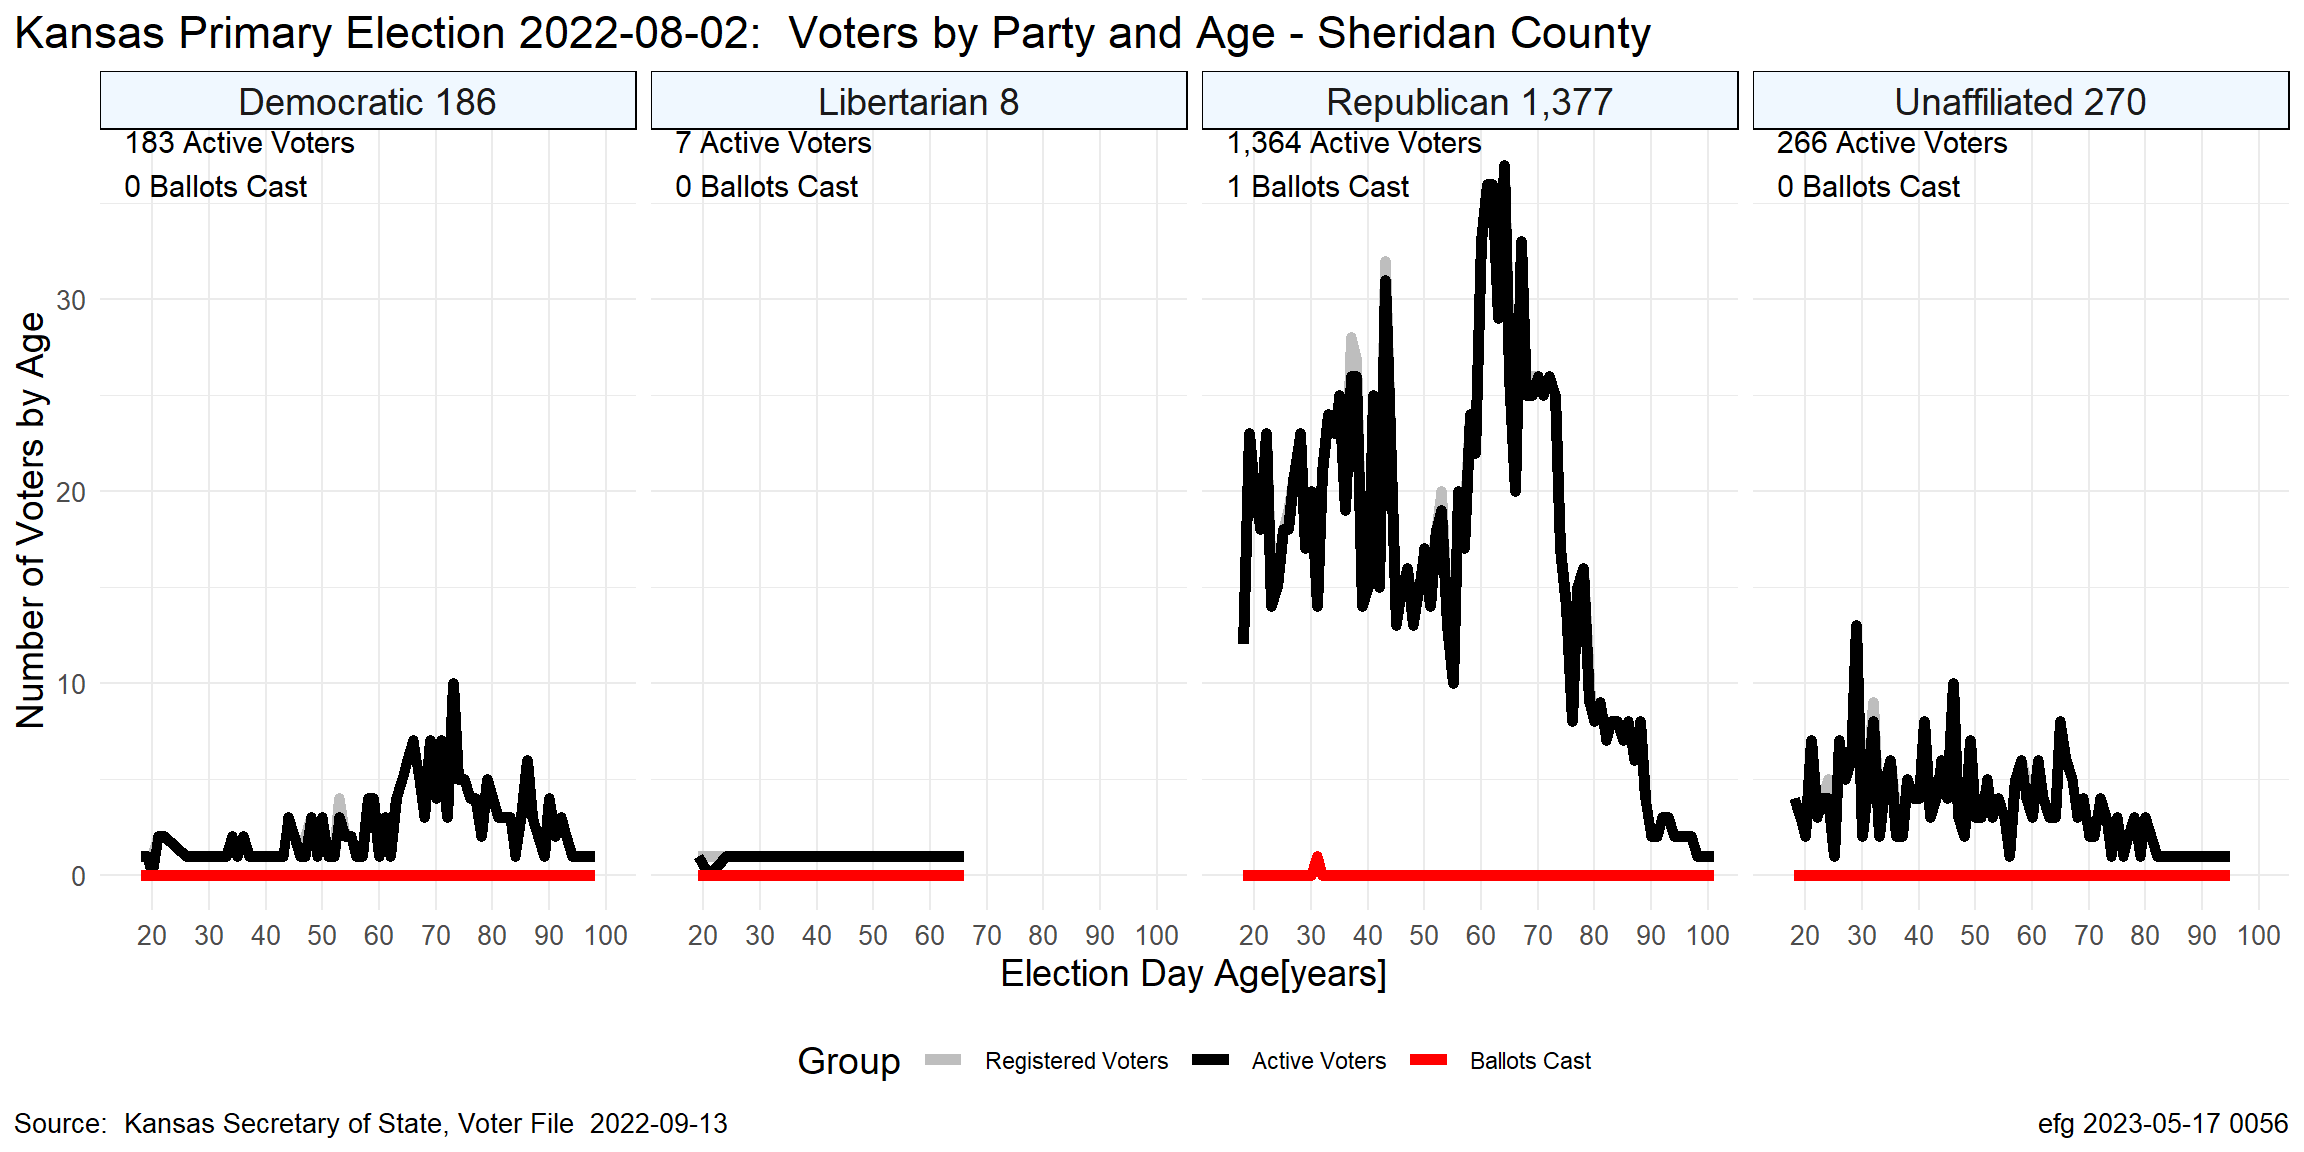 Kansas Primary Election 2022-08-02:  Voters by Party and Age - Sheridan County
Democratic 186
Libertarian 8
Republican 1,377
Unaffiliated 270
183 Active Voters
0 Ballots Cast
7 Active Voters
0 Ballots Cast
1,364 Active Voters
1 Ballots Cast
266 Active Voters
0 Ballots Cast
Number of Voters by Age
30
20
10
0
20 30 40 50 60 70 80 90 100
20 30 40 50 60 70 80 90 100
20 30 40 50 60 70 80 90 100
20 30 40 50 60 70 80 90 100
Election Day Age[years]
Group Registered Voters Active Voters Ballots Cast
Source:  Kansas Secretary of State, Voter File  2022-09-13
efg 2023-05-17 0056